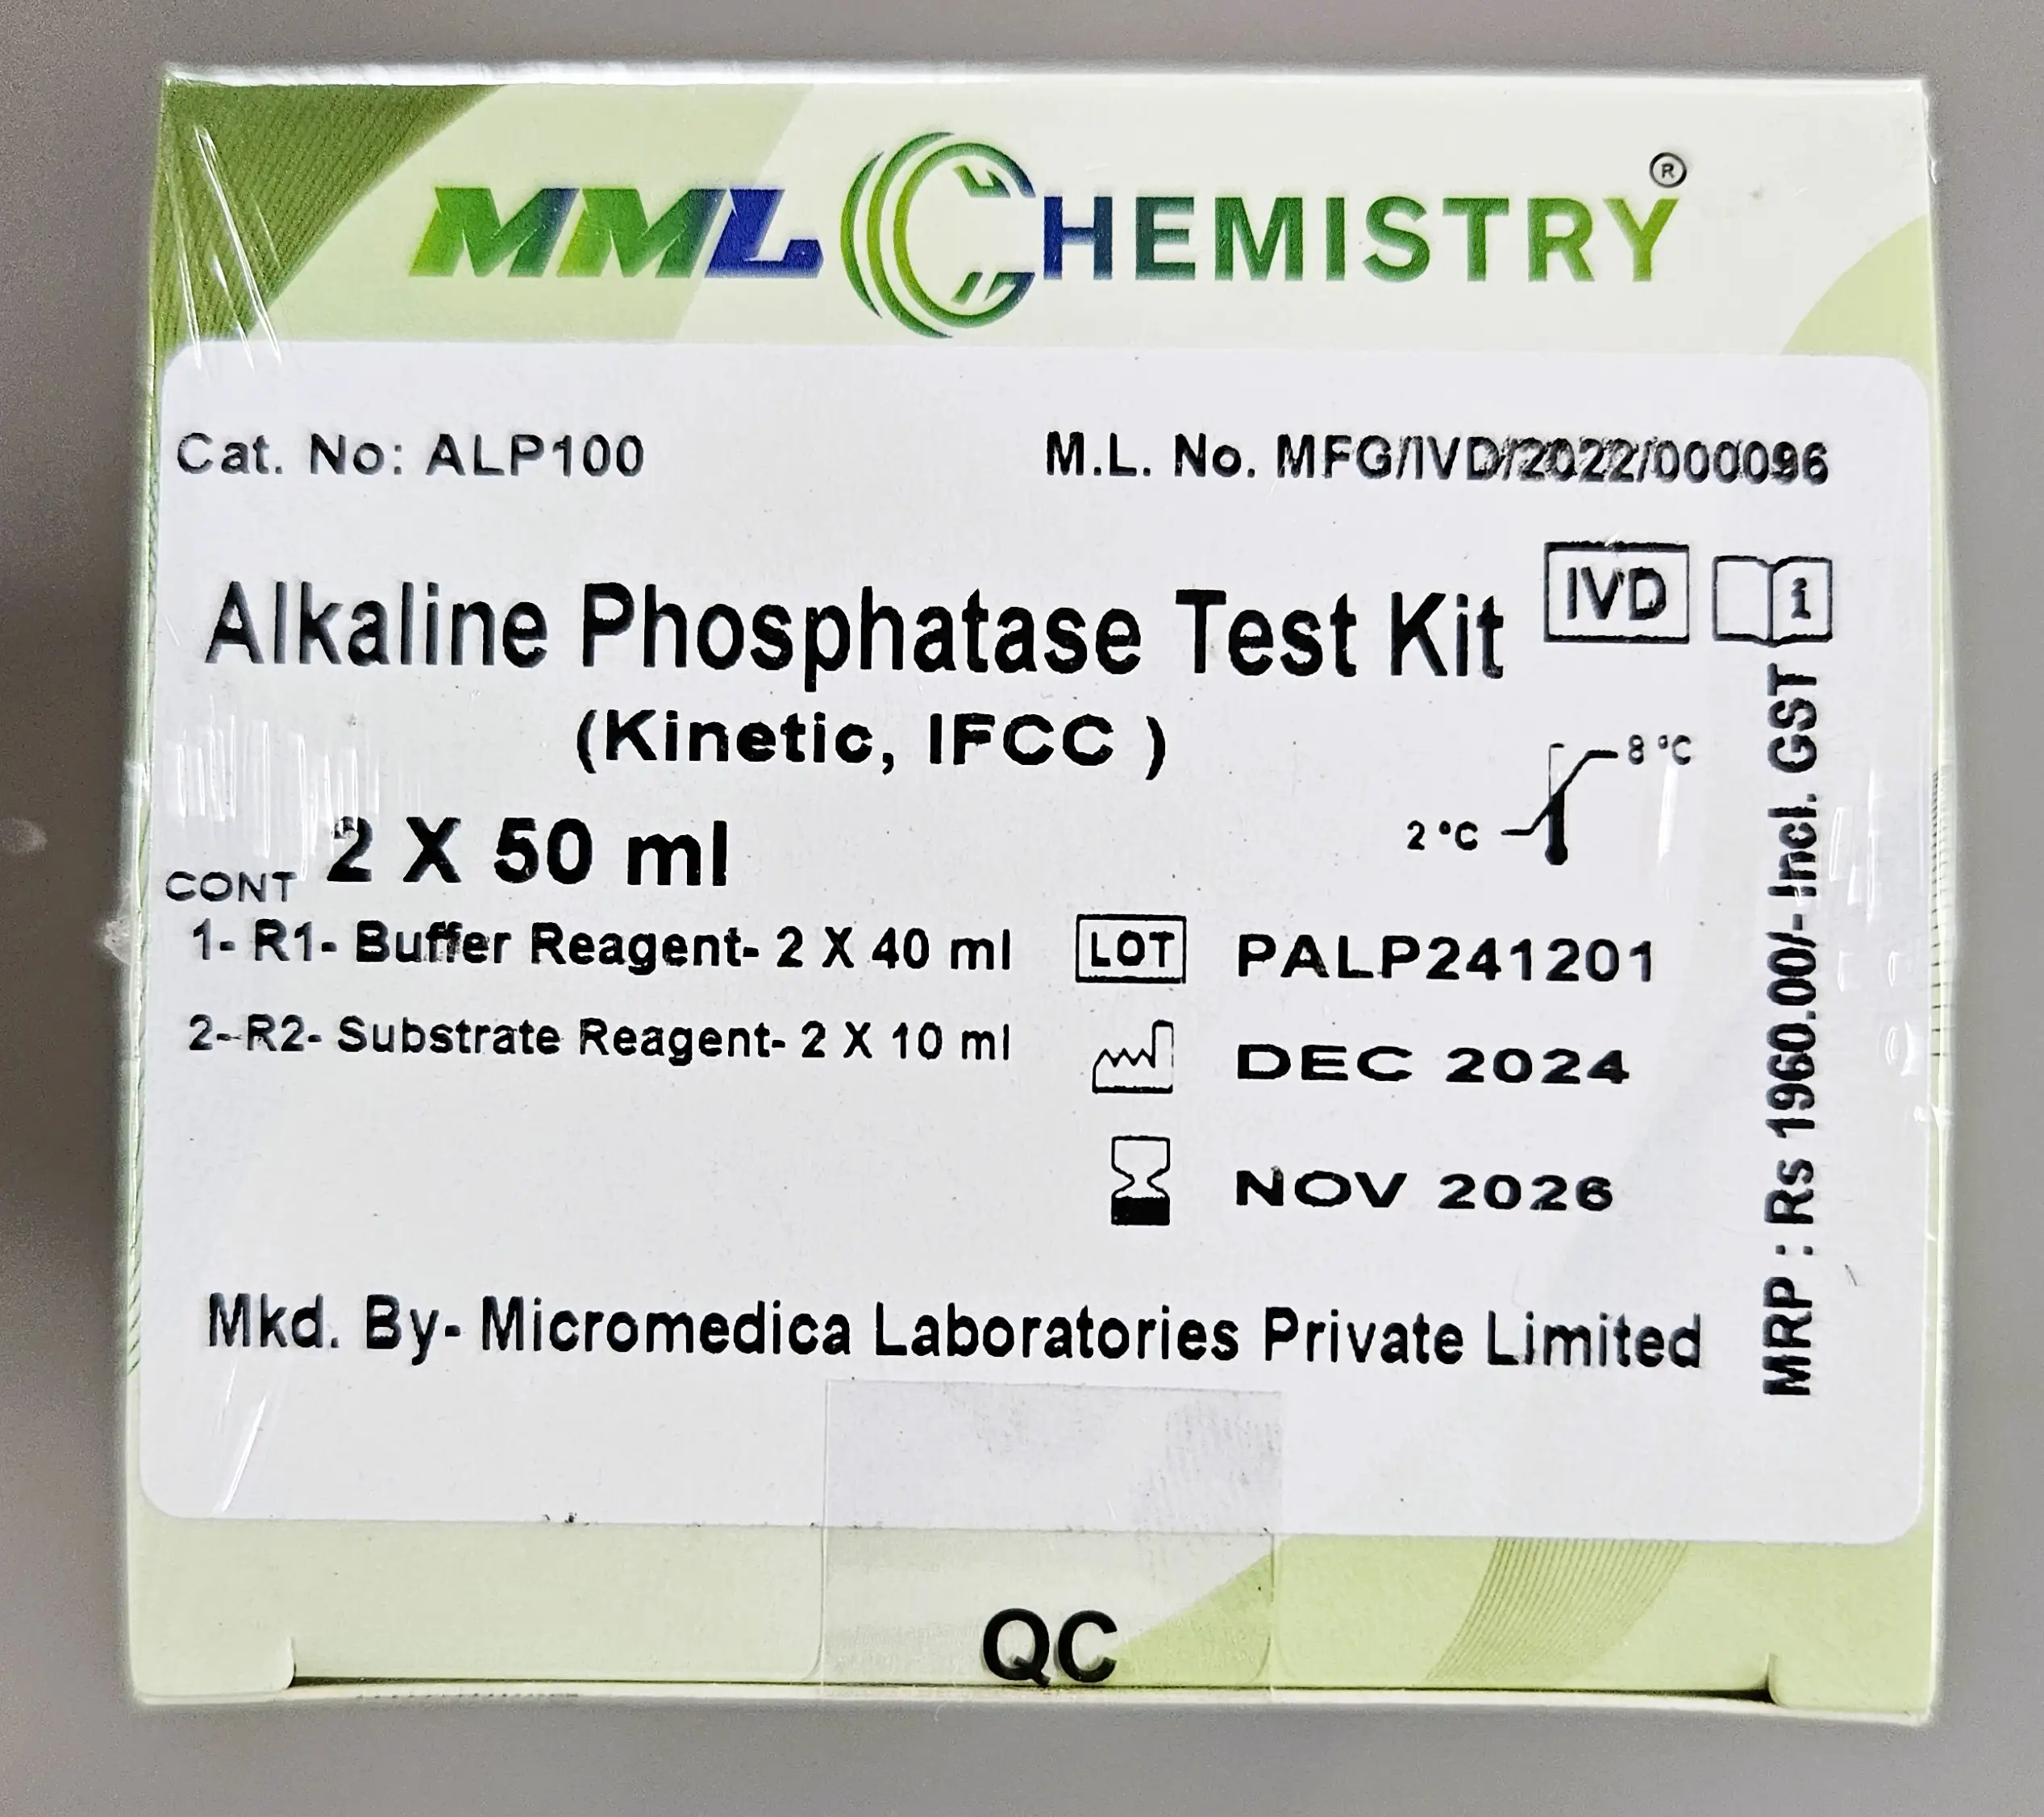 MML CHEMISTRY ®
Cat. No: ALP100
M.L. No. MFG/IVD/2022/000096
Alkaline Phosphatase Test Kit
IVD
i
(Kinetic, IFCC )
8 °C
2 °C
2 X 50 ml
CONT
1- R1- Buffer Reagent- 2 X 40 ml
2--R2- Substrate Reagent- 2 X 10 ml
LOT PALP241201
DEC 2024
NOV 2026
MRP : Rs 1960.00/- Incl. GST
Mkd. By- Micromedica Laboratories Private Limited
QC